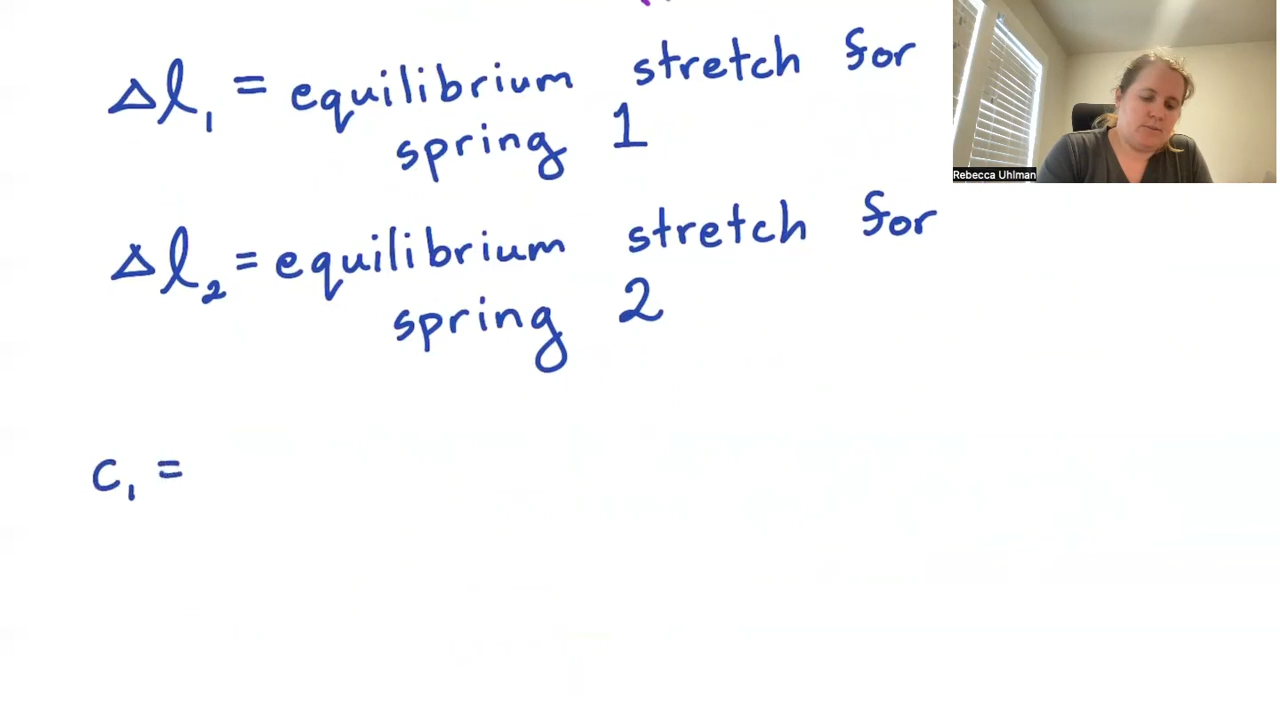 Δl₁ = equilibrium stretch for
spring 1
Δl₂ = equilibrium stretch for
spring 2
c₁ =
Rebecca Uhlman